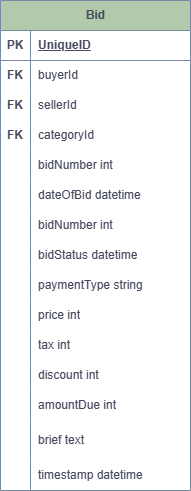 Bid
PK UniqueID
FK buyerId
FK sellerId
FK categoryId
bidNumber int
dateOfBid datetime
bidNumber int
bidStatus datetime
paymentType string
price int
tax int
discount int
amountDue int
brief text
timestamp datetime